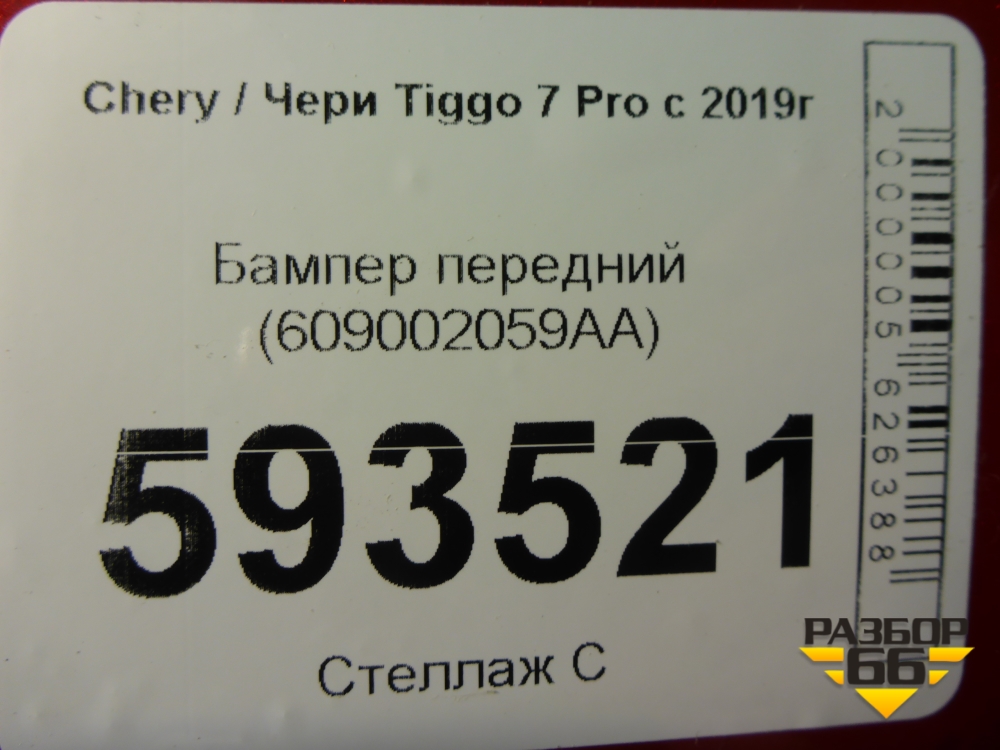 Chery / Чери Tiggo 7 Pro с 2019г
Бампер передний
(609002059AA)
593521
Стеллаж С
2000005626388
РАЗБОР
66